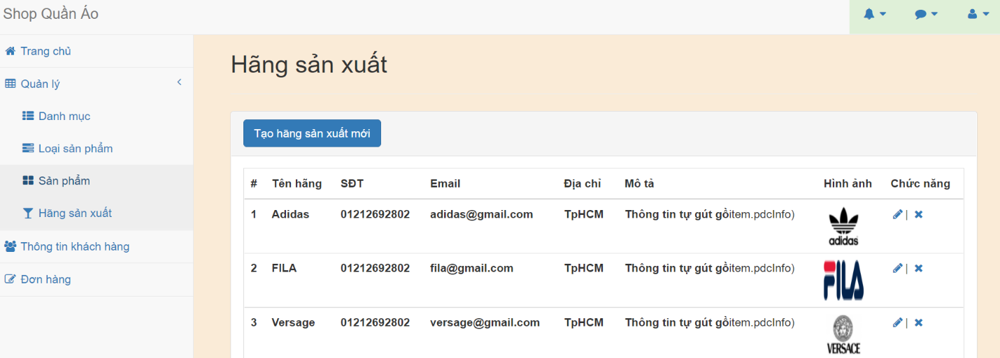 Shop Quần Áo
Trang chủ
Quản lý
Danh mục
Loại sản phẩm
Sản phẩm
Hãng sản xuất
Thông tin khách hàng
Đơn hàng
Hãng sản xuất
Tạo hãng sản xuất mới
# Tên hãng SĐT Email Địa chỉ Mô tả Hình ảnh Chức năng
1 Adidas 01212692802 adidas@gmail.com TpHCM Thông tin tự gút gồitem.pdcInfo) adidas |
2 FILA 01212692802 fila@gmail.com TpHCM Thông tin tự gút gồitem.pdcInfo) FILA |
3 Versage 01212692802 versage@gmail.com TpHCM Thông tin tự gút gồitem.pdcInfo) VERSACE |